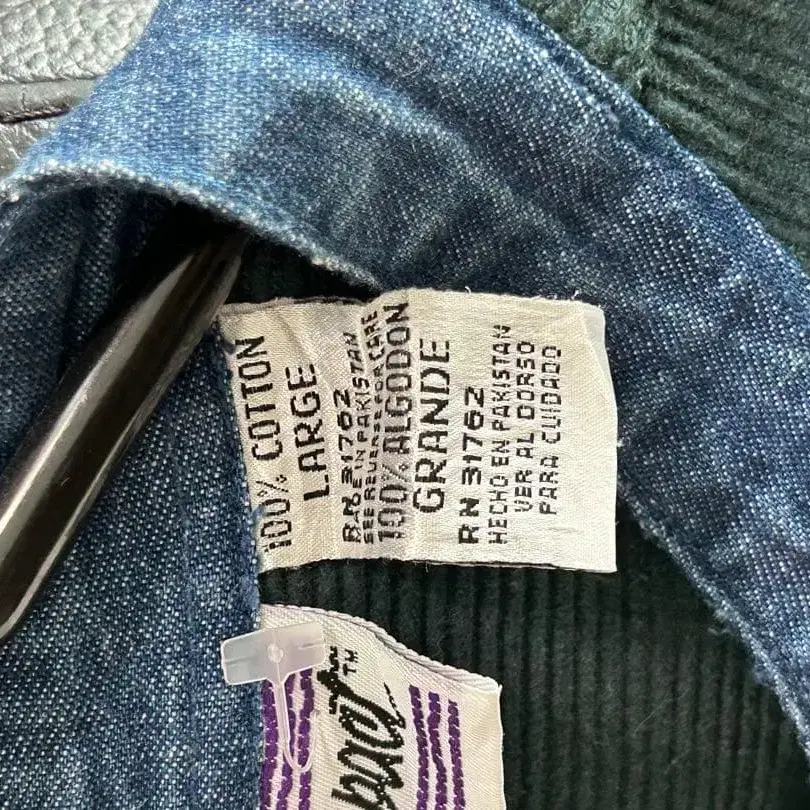 100% COTTON
LARGE
RN 31762
MADE IN PAKISTAN
SEE REVERSE FOR CARE
100% ALGODON
GRANDE
RN 31762
HECHO EN PAKISTAN
VER AL DORSO
PARA CUIDADO
TM